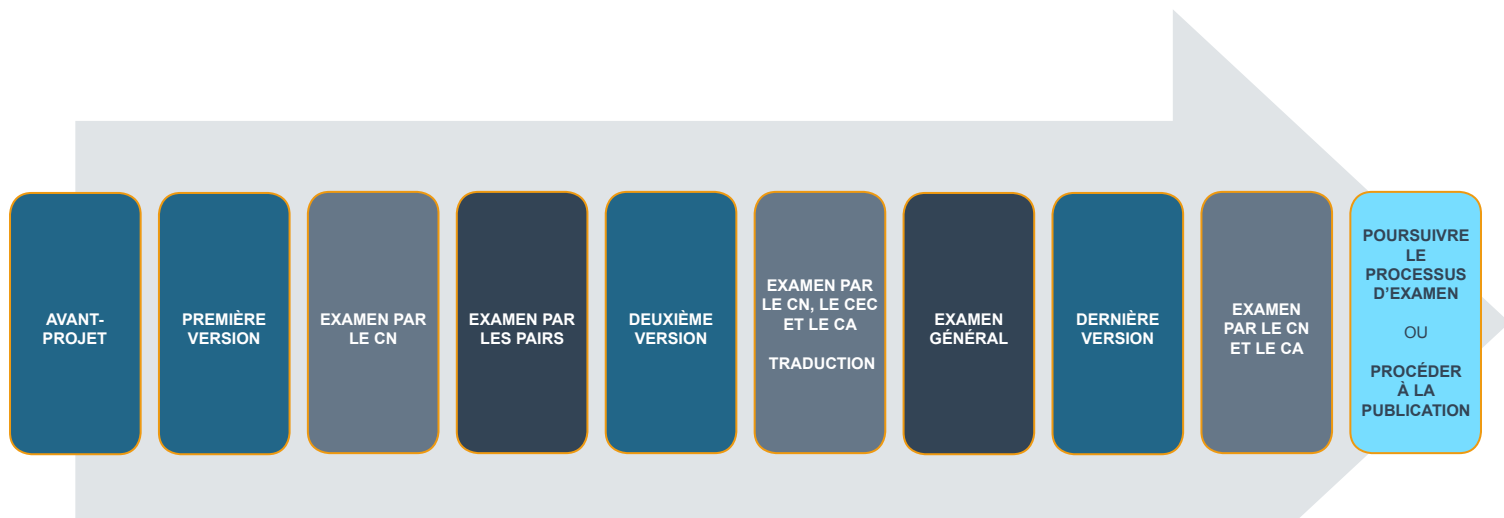 AVANT-
PROJET
PREMIÈRE
VERSION
EXAMEN PAR
LE CN
EXAMEN PAR
LES PAIRS
DEUXIÈME
VERSION
EXAMEN PAR
LE CN, LE CEC
ET LE CA
TRADUCTION
EXAMEN
GÉNÉRAL
DERNIÈRE
VERSION
EXAMEN
PAR LE CN
ET LE CA
POURSUIVRE
LE
PROCESSUS
D’EXAMEN
OU
PROCÉDER
À LA
PUBLICATION